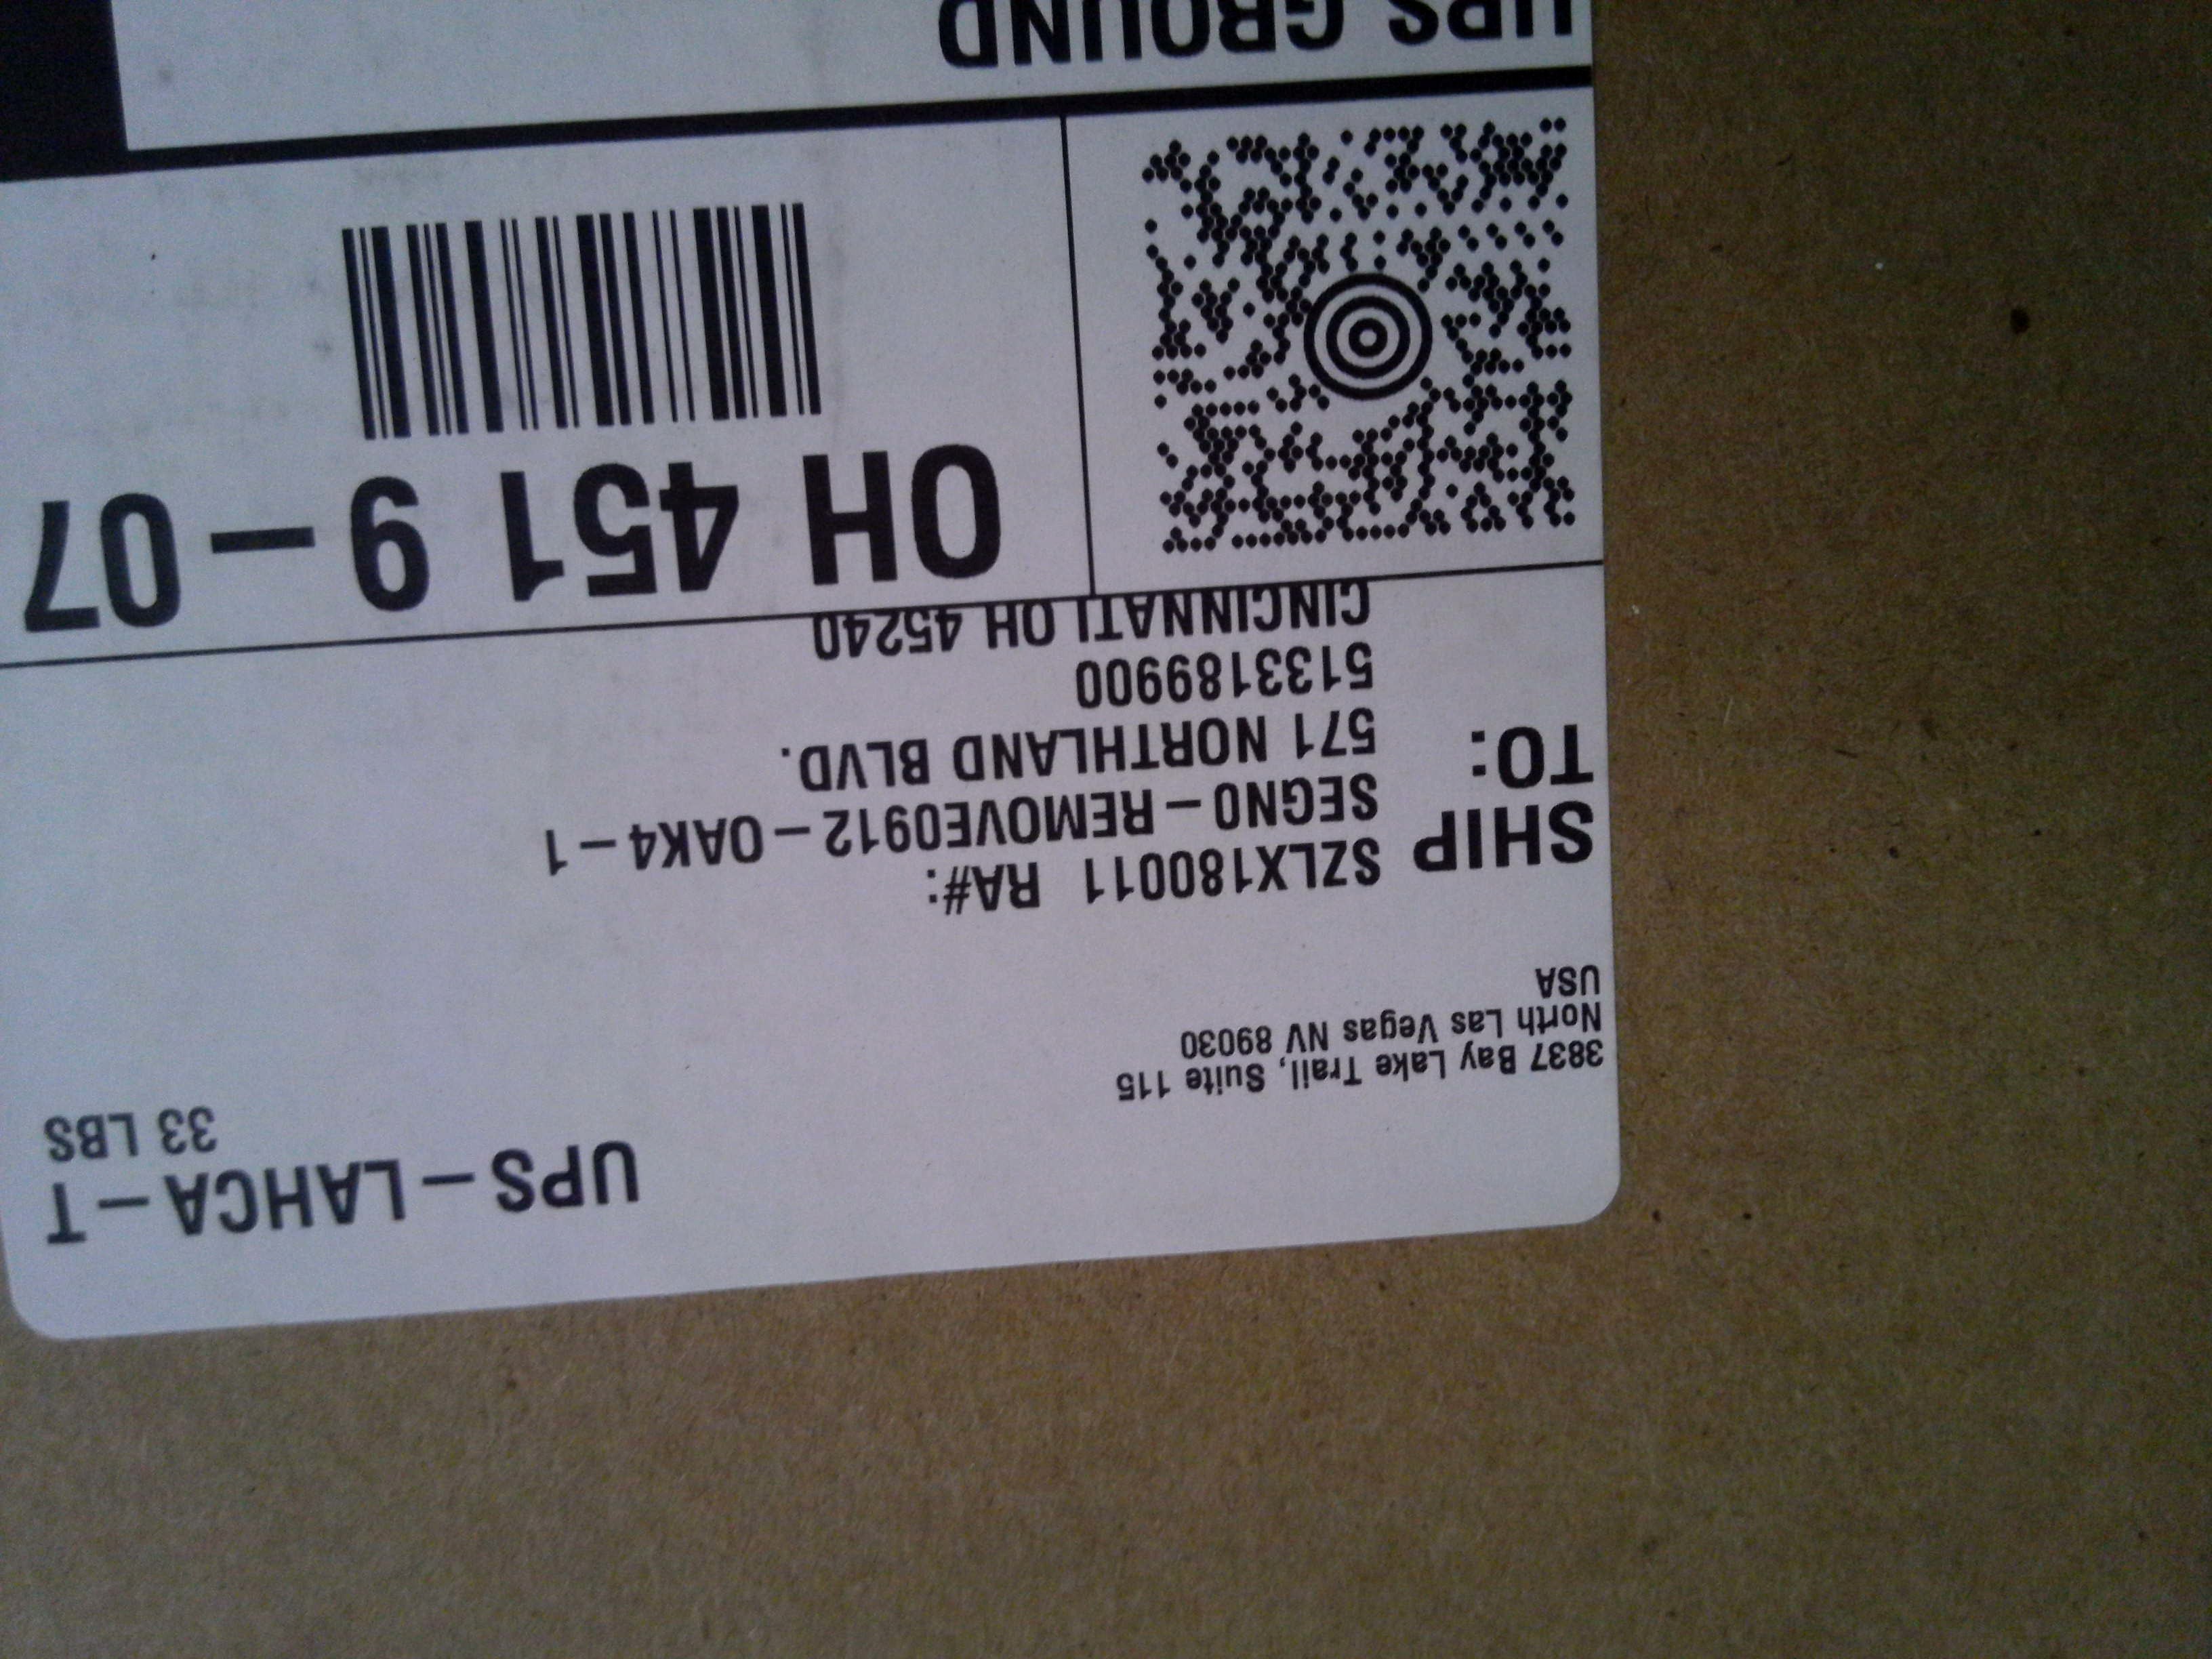 UPS-LAHCA-T
33 LBS
3837 Bay Lake Trail, Suite 115
North Las Vegas NV 89030
USA
SHIP
TO:
SZLX180011 RA#:
SEGNO-REMOVE0912-OAK4-1
571 NORTHLAND BLVD.
5133189900
CINCINNATI OH 45240
OH 451 9-07
UPS GROUND